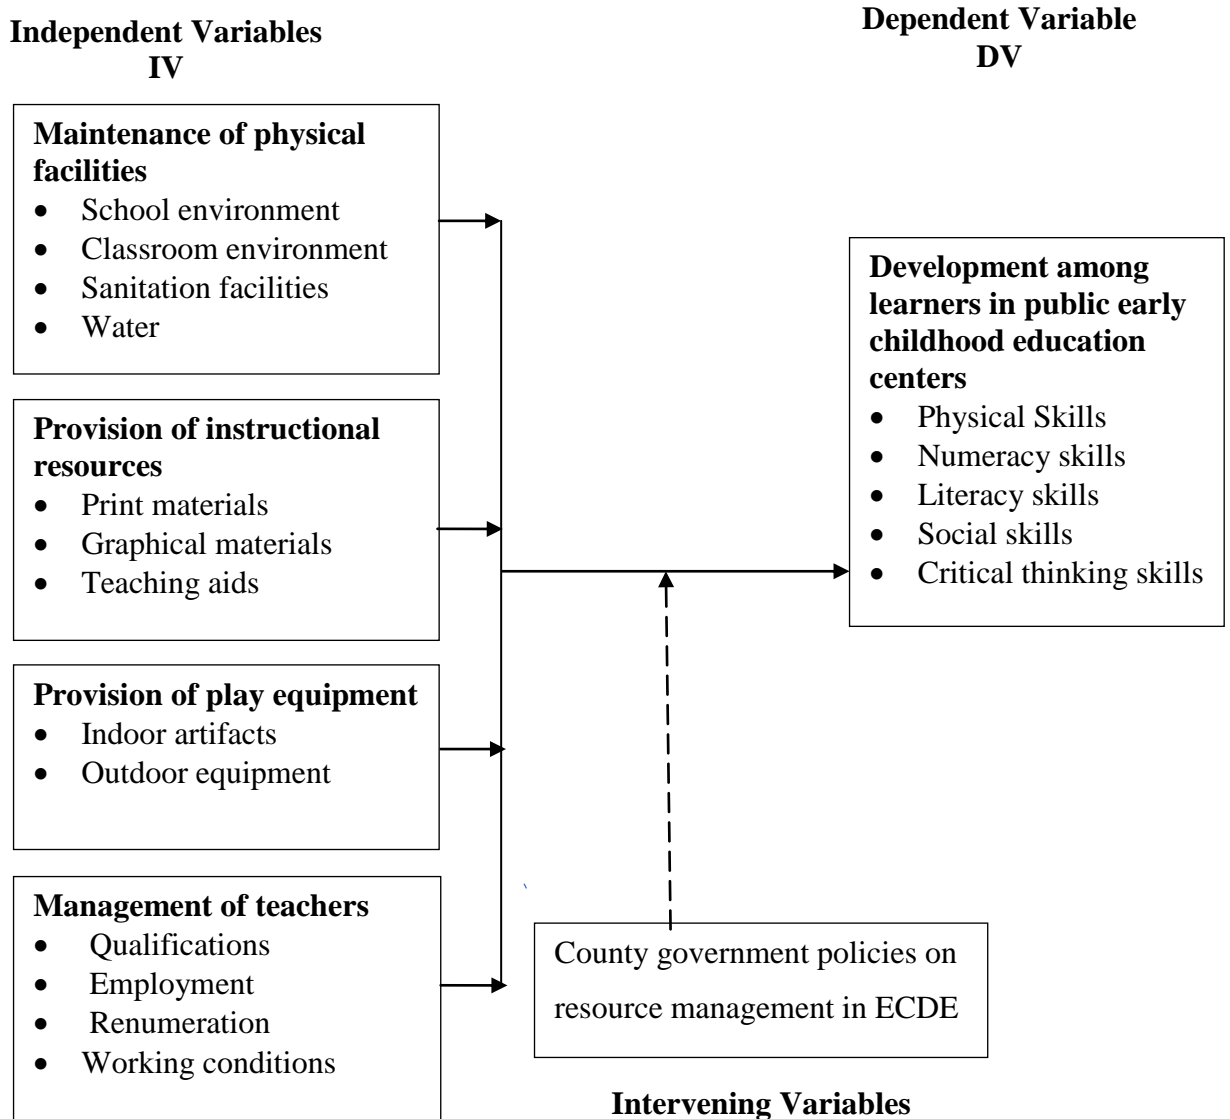 Independent Variables
IV
Dependent Variable
DV
Maintenance of physical
facilities
• School environment
• Classroom environment
• Sanitation facilities
• Water
Provision of instructional
resources
• Print materials
• Graphical materials
• Teaching aids
Provision of play equipment
• Indoor artifacts
• Outdoor equipment
Management of teachers
• Qualifications
• Employment
• Renumeration
• Working conditions
Development among
learners in public early
childhood education
centers
• Physical Skills
• Numeracy skills
• Literacy skills
• Social skills
• Critical thinking skills
County government policies on
resource management in ECDE
Intervening Variables